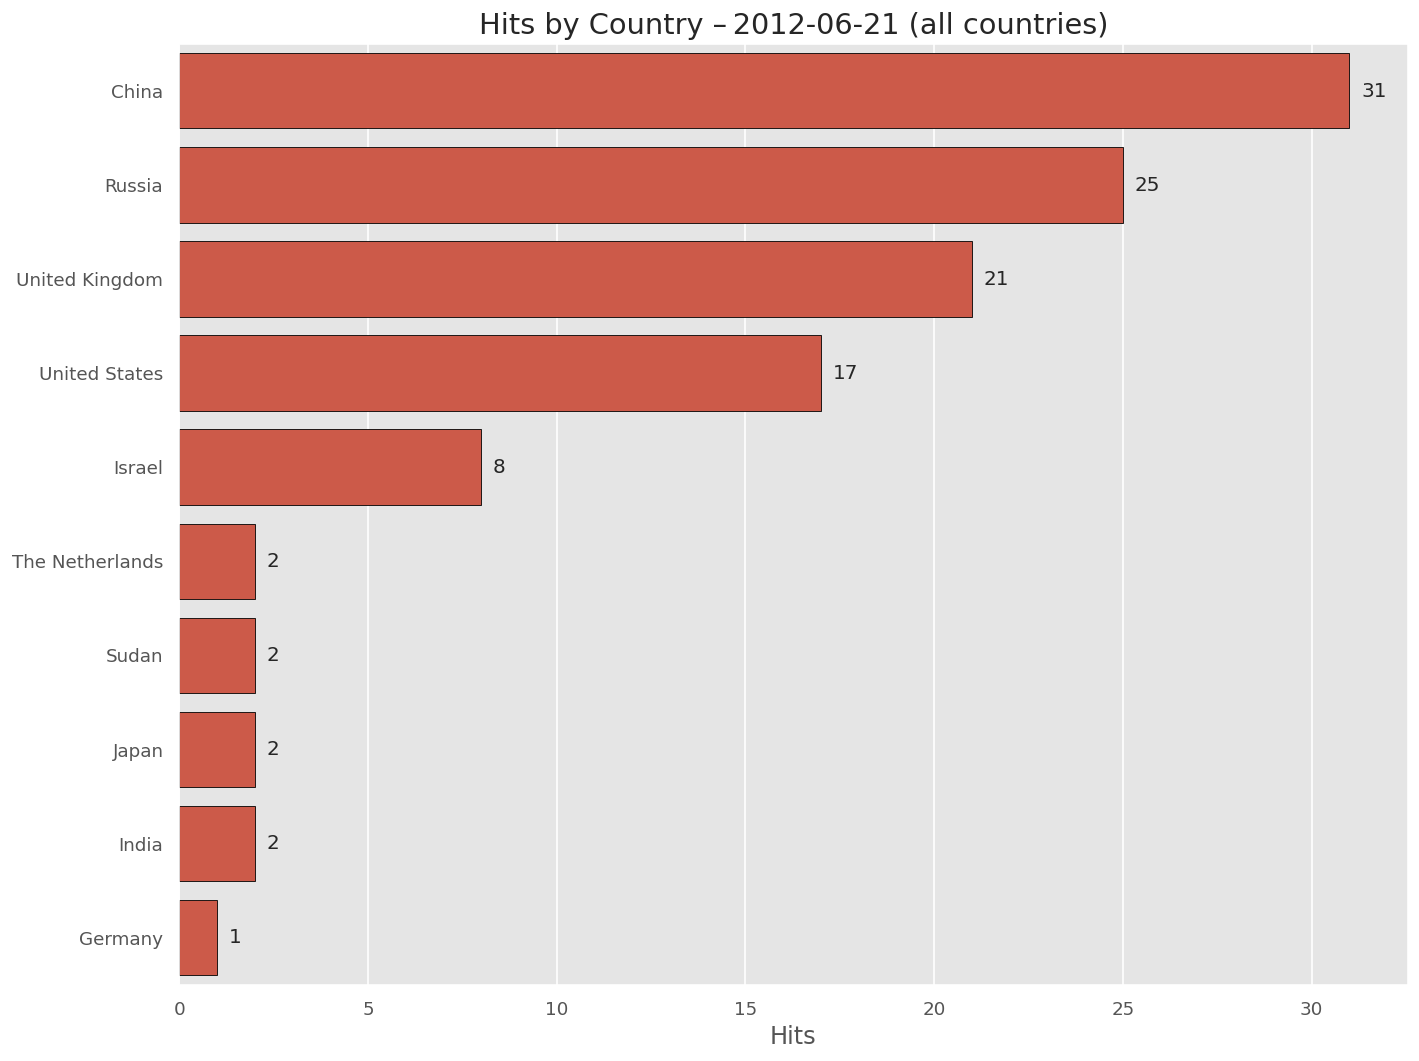 Hits by Country – 2012-06-21 (all countries)
China 31
Russia 25
United Kingdom 21
United States 17
Israel 8
The Netherlands 2
Sudan 2
Japan 2
India 2
Germany 1
0 5 10 15 20 25 30
Hits